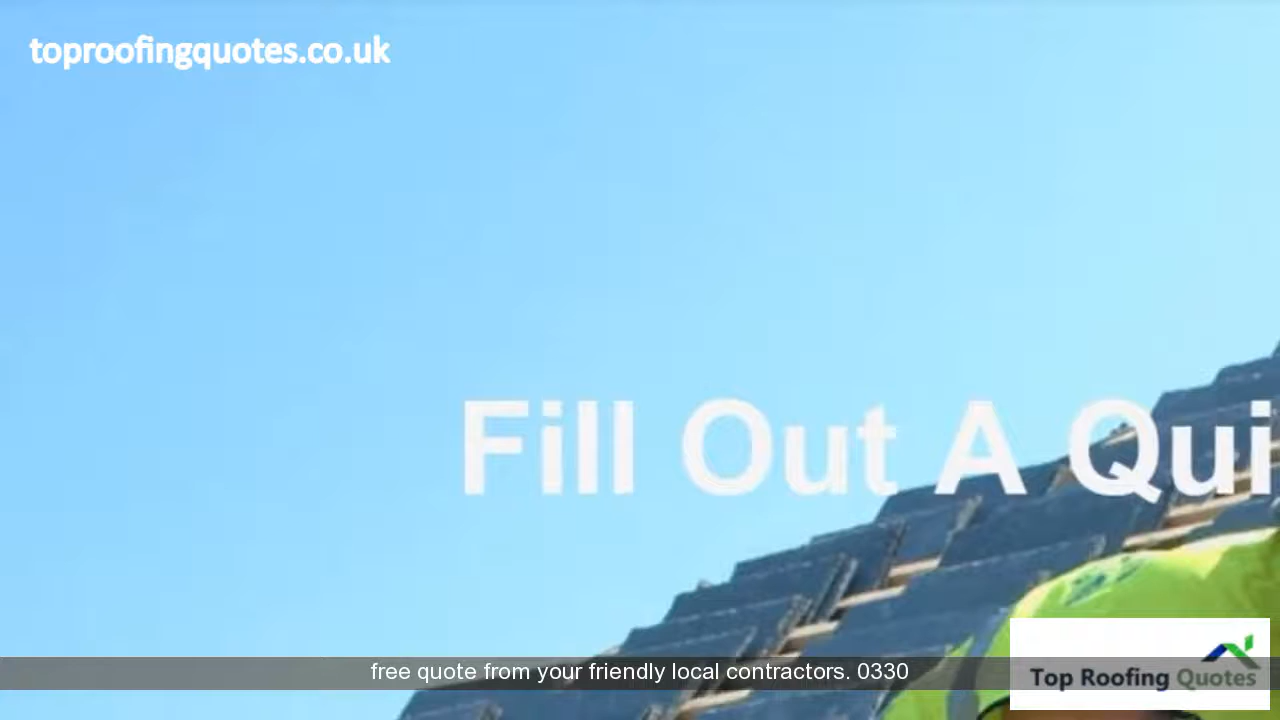 toproofingquotes.co.uk
Fill Out A Qui
free quote from your friendly local contractors. 0330
Top Roofing Quotes